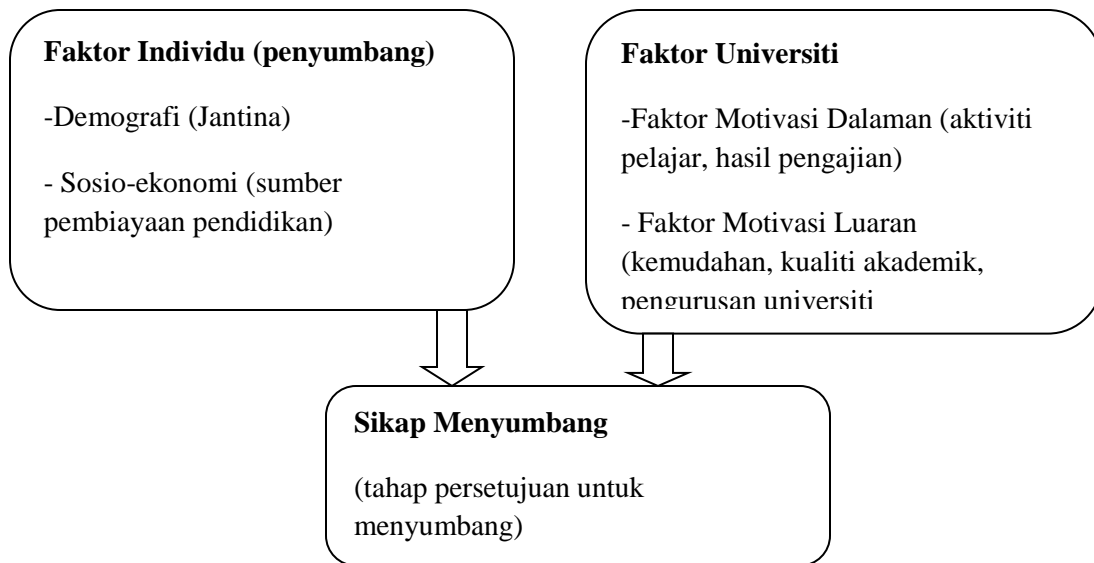 Faktor Individu (penyumbang)
-Demografi (Jantina)
- Sosio-ekonomi (sumber
pembiayaan pendidikan)
Faktor Universiti
-Faktor Motivasi Dalaman (aktiviti
pelajar, hasil pengajian)
- Faktor Motivasi Luaran
(kemudahan, kualiti akademik,
pengurusan universiti
Sikap Menyumbang
(tahap persetujuan untuk
menyumbang)